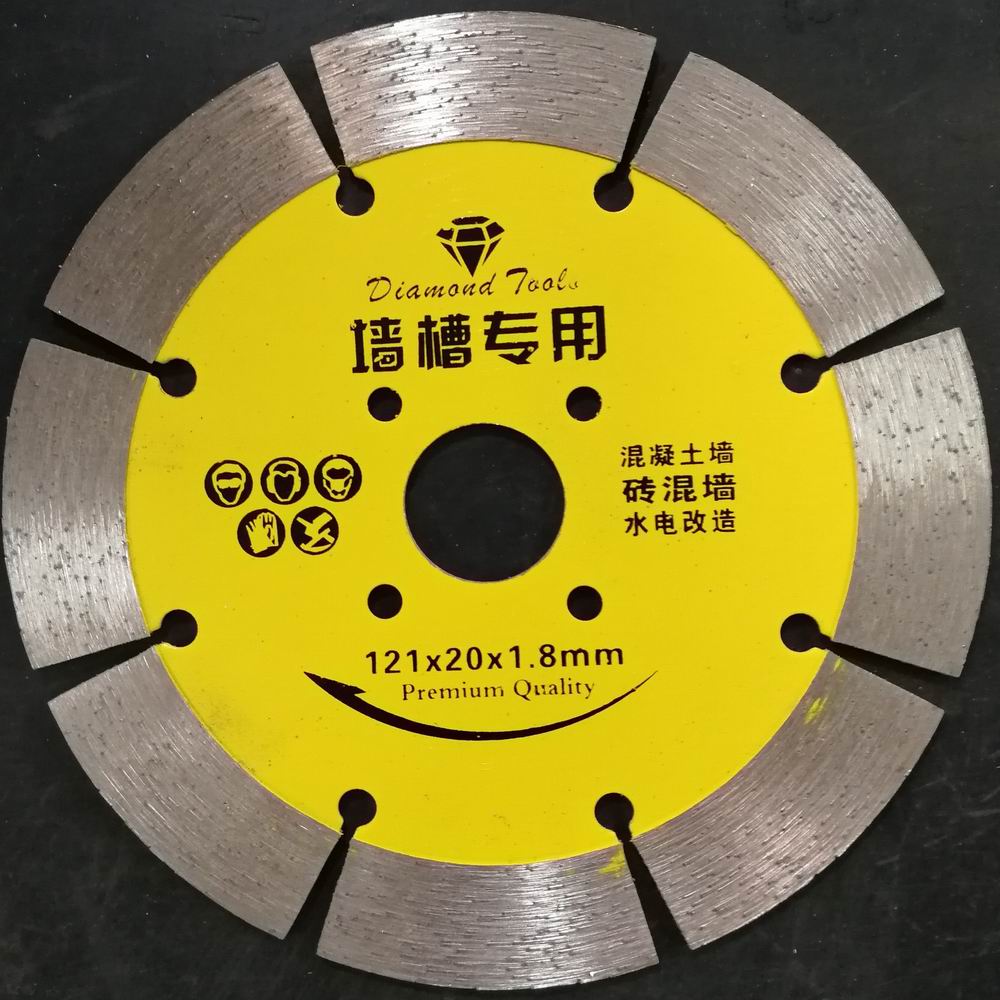 Diamond Tools
墙槽专用
混凝土墙
砖混墙
水电改造
121x20x1.8mm
Premium Quality